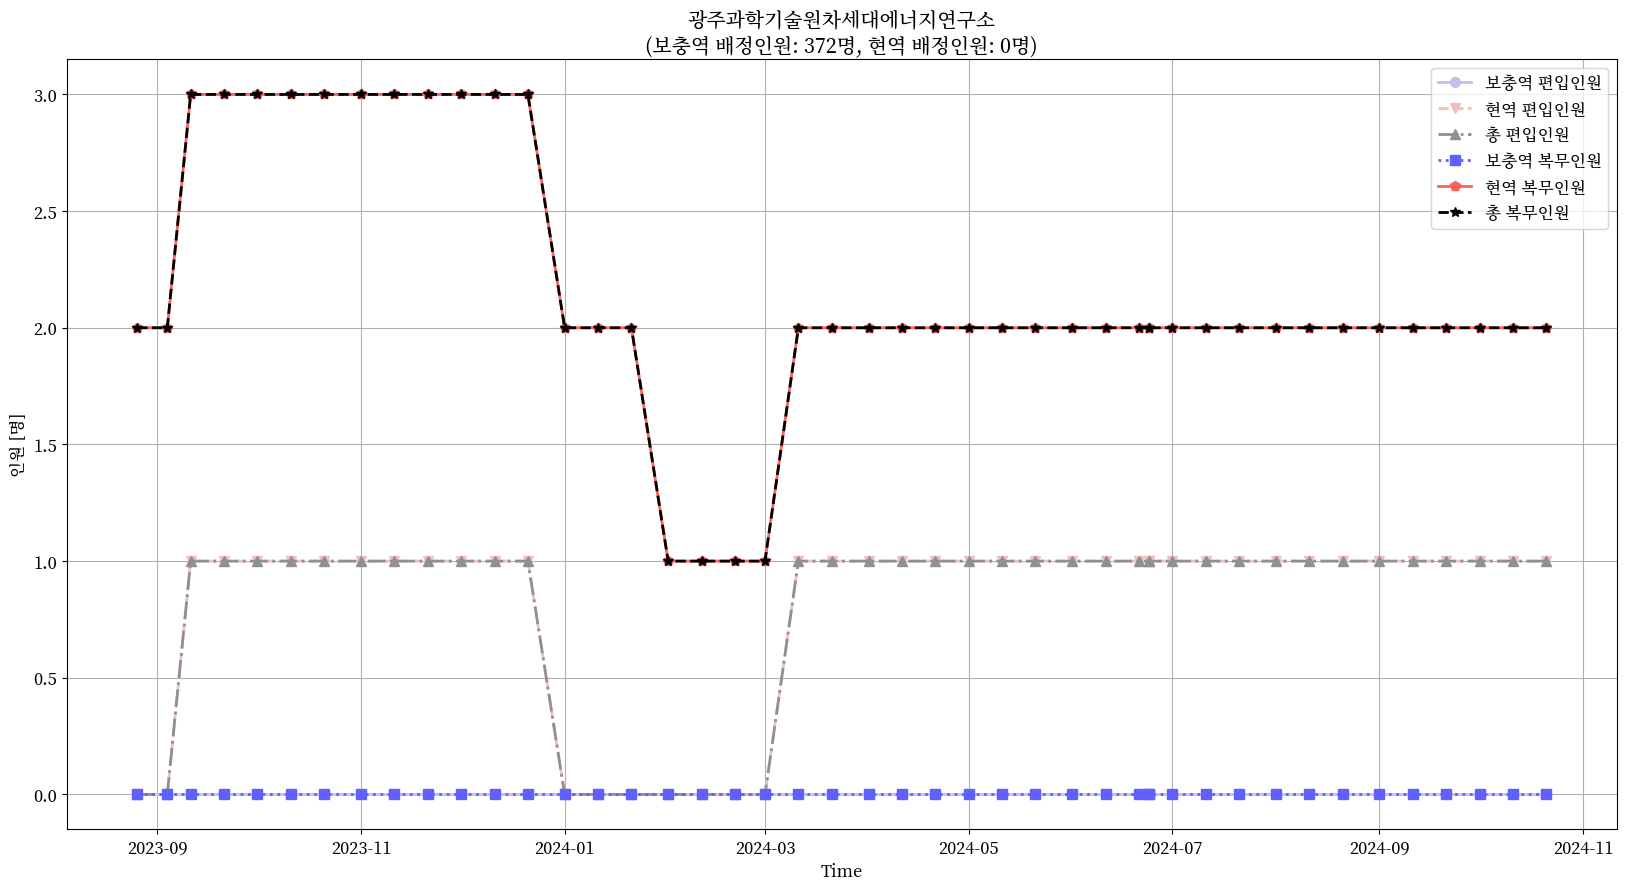 광주과학기술원차세대에너지연구소
(보충역 배정인원: 372명, 현역 배정인원: 0명)
보충역 편입인원
현역 편입인원
총 편입인원
보충역 복무인원
현역 복무인원
총 복무인원
인원 [명]
3.0
2.5
2.0
1.5
1.0
0.5
0.0
2023-09
2023-11
2024-01
2024-03
2024-05
2024-07
2024-09
2024-11
Time